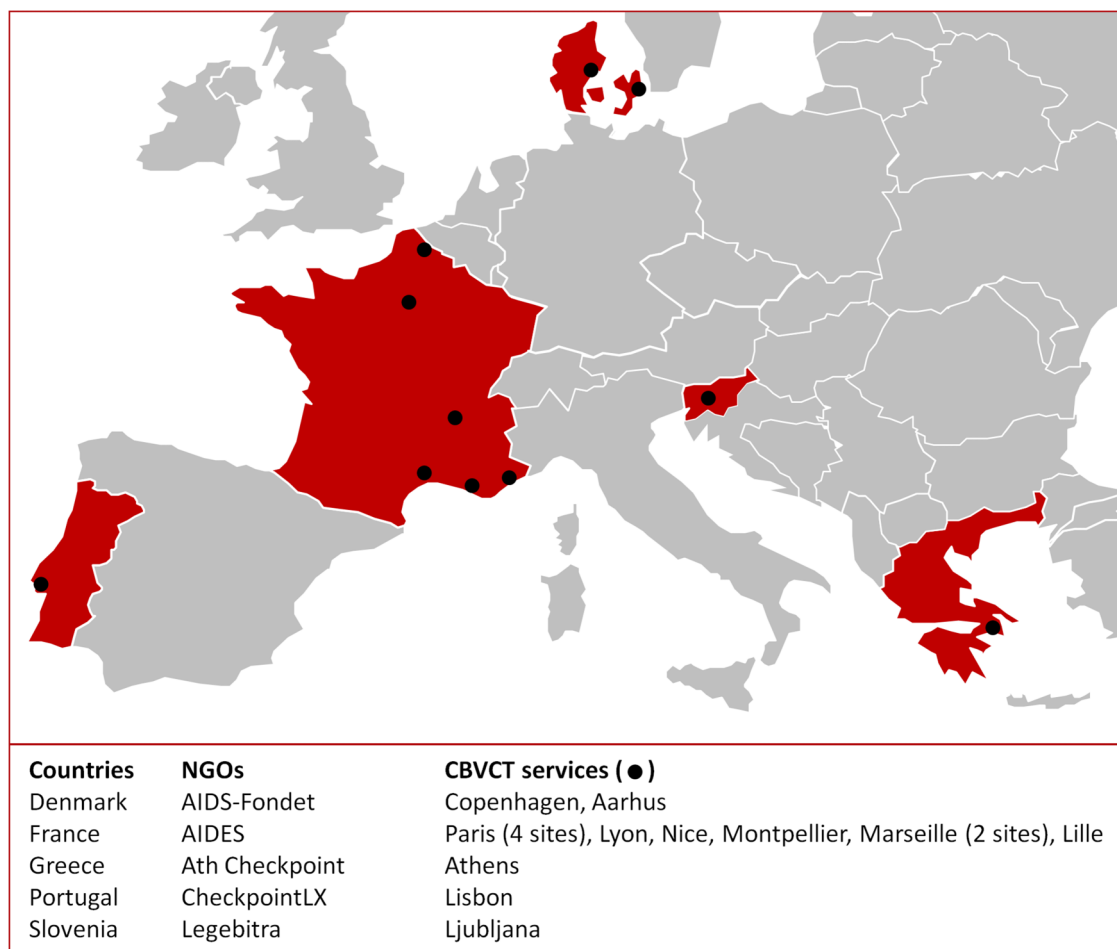 Countries NGOs CBVCT services (●)
Denmark AIDS-Fondet Copenhagen, Aarhus
France AIDES Paris (4 sites), Lyon, Nice, Montpellier, Marseille (2 sites), Lille
Greece Ath Checkpoint Athens
Portugal CheckpointLX Lisbon
Slovenia Legebitra Ljubljana